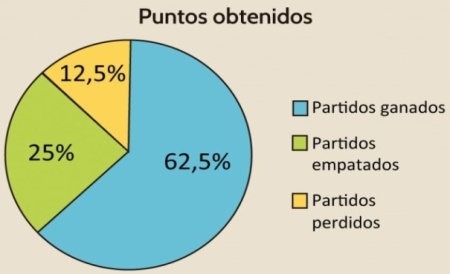 Puntos obtenidos
12,5%
25%
62,5%
Partidos ganados
Partidos
empatados
Partidos
perdidos